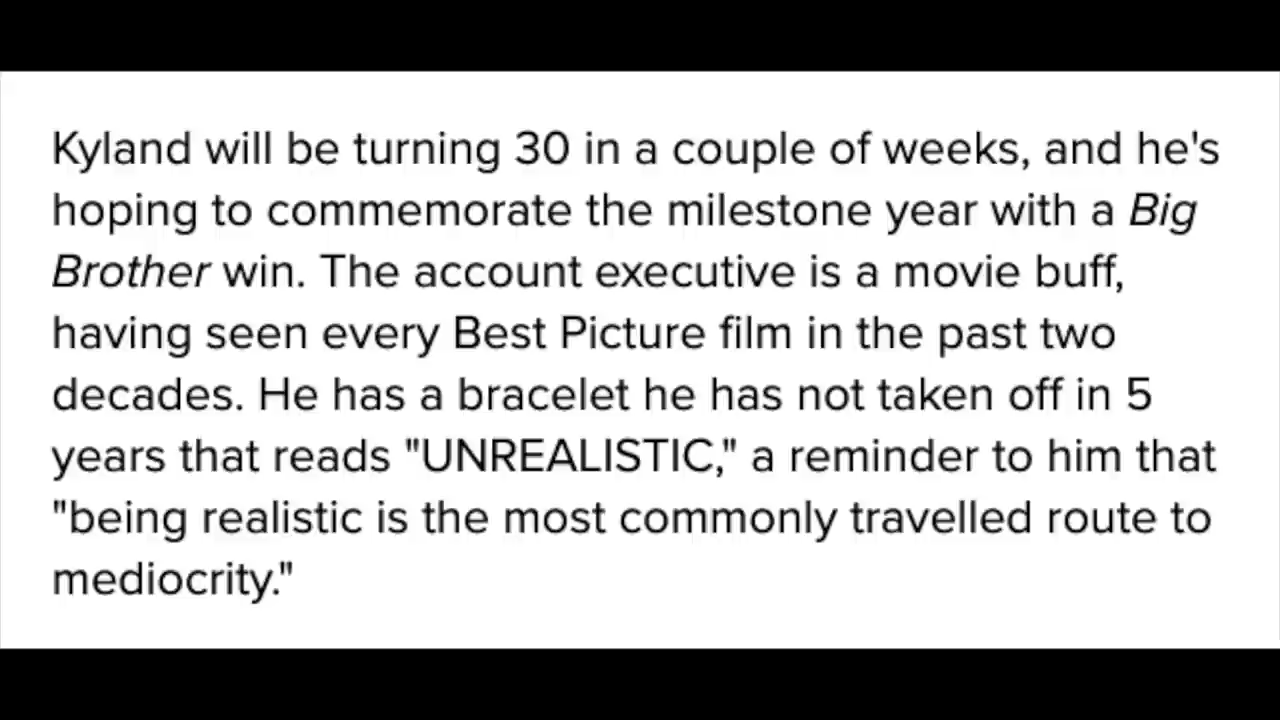 Kyland will be turning 30 in a couple of weeks, and he's
hoping to commemorate the milestone year with a Big
Brother win. The account executive is a movie buff,
having seen every Best Picture film in the past two
decades. He has a bracelet he has not taken off in 5
years that reads "UNREALISTIC," a reminder to him that
"being realistic is the most commonly travelled route to
mediocrity."